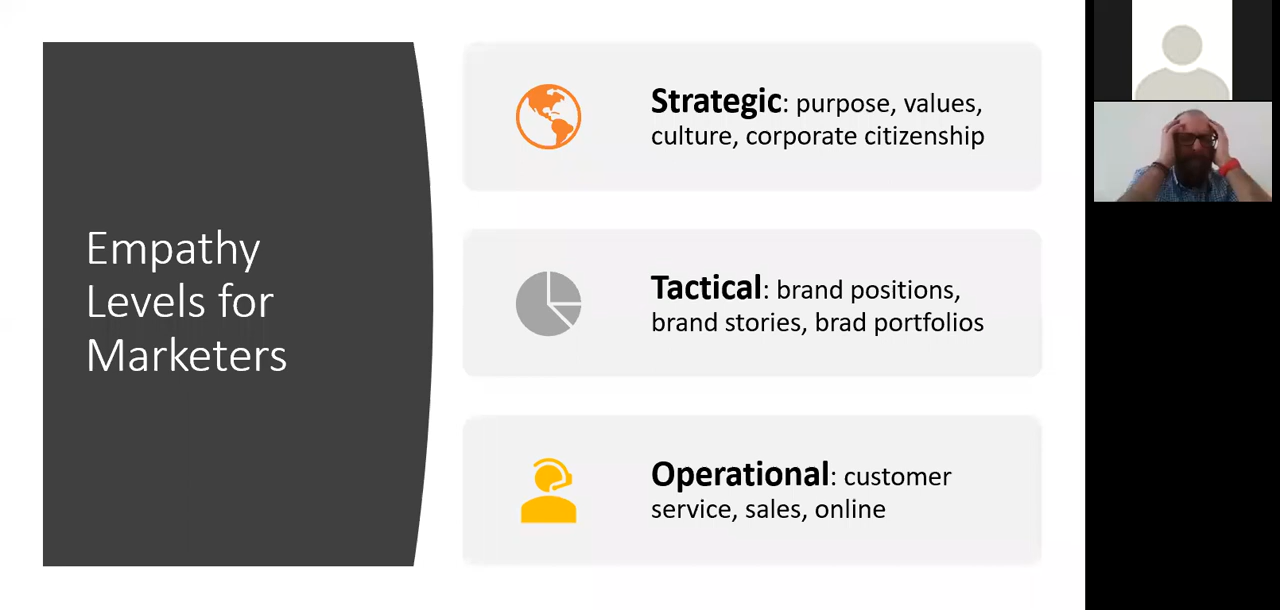 Empathy
Levels for
Marketers
Strategic: purpose, values,
culture, corporate citizenship
Tactical: brand positions,
brand stories, brad portfolios
Operational: customer
service, sales, online